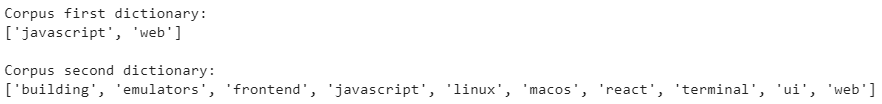 Corpus first dictionary:
['javascript', 'web']
Corpus second dictionary:
['building', 'emulators', 'frontend', 'javascript', 'linux', 'macos', 'react', 'terminal', 'ui', 'web']